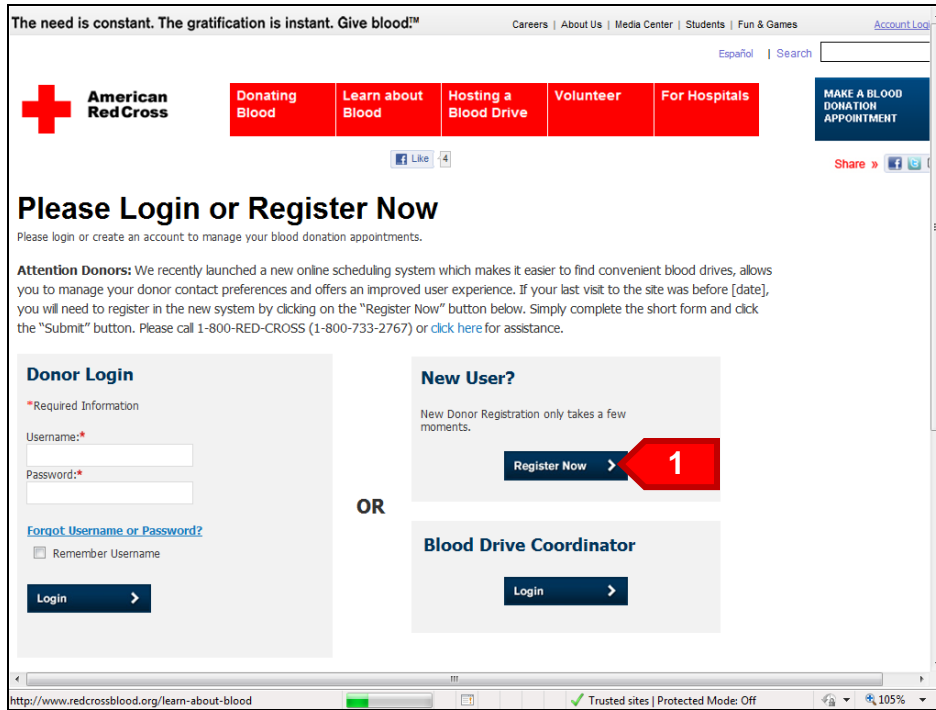 The need is constant. The gratification is instant. Give blood.™
Careers | About Us | Media Center | Students | Fun & Games
Account Logi
Español | Search
American
Red Cross
Donating
Blood
Learn about
Blood
Hosting a
Blood Drive
Volunteer
For Hospitals
MAKE A BLOOD
DONATION
APPOINTMENT
Like 4
Share »
Please Login or Register Now
Please login or create an account to manage your blood donation appointments.
Attention Donors: We recently launched a new online scheduling system which makes it easier to find convenient blood drives, allows
you to manage your donor contact preferences and offers an improved user experience. If your last visit to the site was before [date],
you will need to register in the new system by clicking on the “Register Now” button below. Simply complete the short form and click
the “Submit” button. Please call 1-800-RED-CROSS (1-800-733-2767) or click here for assistance.
Donor Login
*Required Information
Username:*
Password:*
Forgot Username or Password?
Remember Username
Login
OR
New User?
New Donor Registration only takes a few
moments.
Register Now
1
Blood Drive Coordinator
Login
http://www.redcrossblood.org/learn-about-blood
Trusted sites | Protected Mode: Off
105%